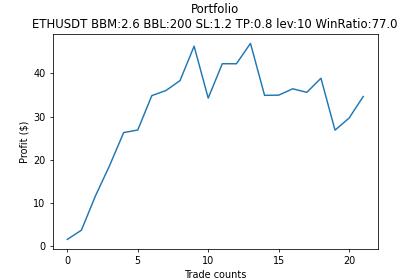 Portfolio
ETHUSDT BBM:2.6 BBL:200 SL:1.2 TP:0.8 lev:10 WinRatio:77.0
Profit ($)
40
30
20
10
0
0 5 10 15 20
Trade counts